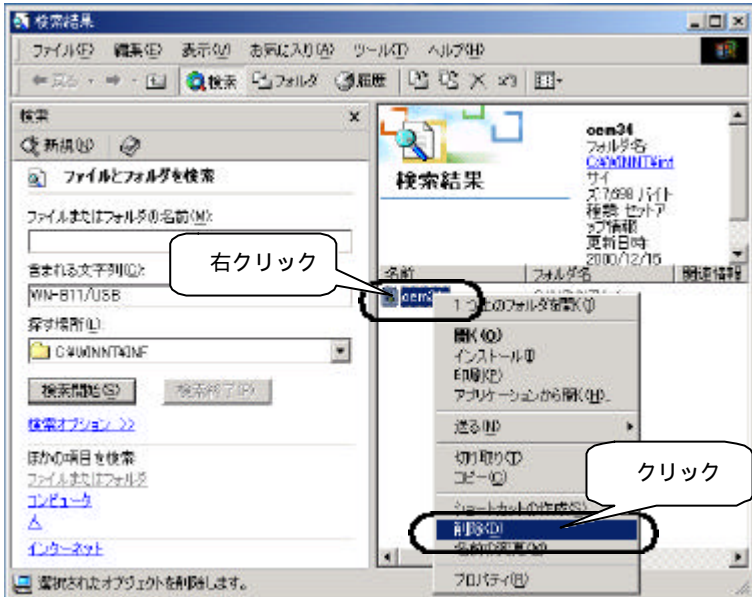 検索結果
ファイル(F) 編集(E) 表示(V) お気に入り(A) ツール(T) ヘルプ(H)
戻る 検索 フォルダ 履歴
検索
新規(W)
ファイルとフォルダを検索
ファイルまたはフォルダの名前(M):
含まれる文字列(C):
WN-B11/USB
探す場所(L):
C:¥WINNT¥INF
検索開始(S) 検索終了(P)
検索オプション >>
ほかの項目を検索
ファイルまたはフォルダ
コンピュータ
人
インターネット
検索結果
oem34
フォルダ名
C:¥WINNT¥inf
サイ
ズ: 7,698 バイト
種類: セットア
ップ情報
更新日時:
2000/12/15
名前 フォルダ名 関連情報
右クリック
1 つ上のフォルダを開く(I)
開く(O)
インストール(I)
印刷(P)
アプリケーションから開く(H)...
送る(N)
切り取り(T)
コピー(C)
クリック
ショートカットの作成(S)
削除(D)
名前の変更(M)
プロパティ(R)
選択されたオブジェクトを削除します。